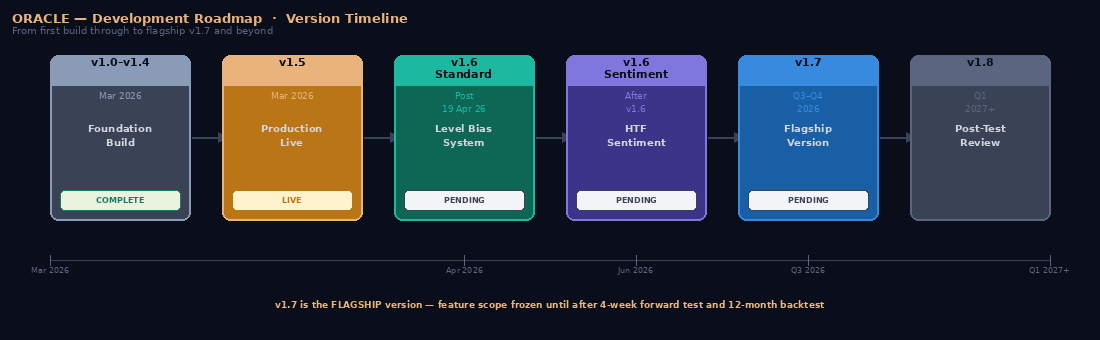 ORACLE — Development Roadmap · Version Timeline
From first build through to flagship v1.7 and beyond
v1.0–v1.4
Mar 2026
Foundation
Build
COMPLETE
v1.5
Mar 2026
Production
Live
LIVE
v1.6
Standard
Post
19 Apr 26
Level Bias
System
PENDING
v1.6
Sentiment
After
v1.6
HTF
Sentiment
PENDING
v1.7
Q3–Q4
2026
Flagship
Version
PENDING
v1.8
Q1
2027+
Post-Test
Review
Mar 2026
Apr 2026
Jun 2026
Q3 2026
Q1 2027+
v1.7 is the FLAGSHIP version — feature scope frozen until after 4-week forward test and 12-month backtest